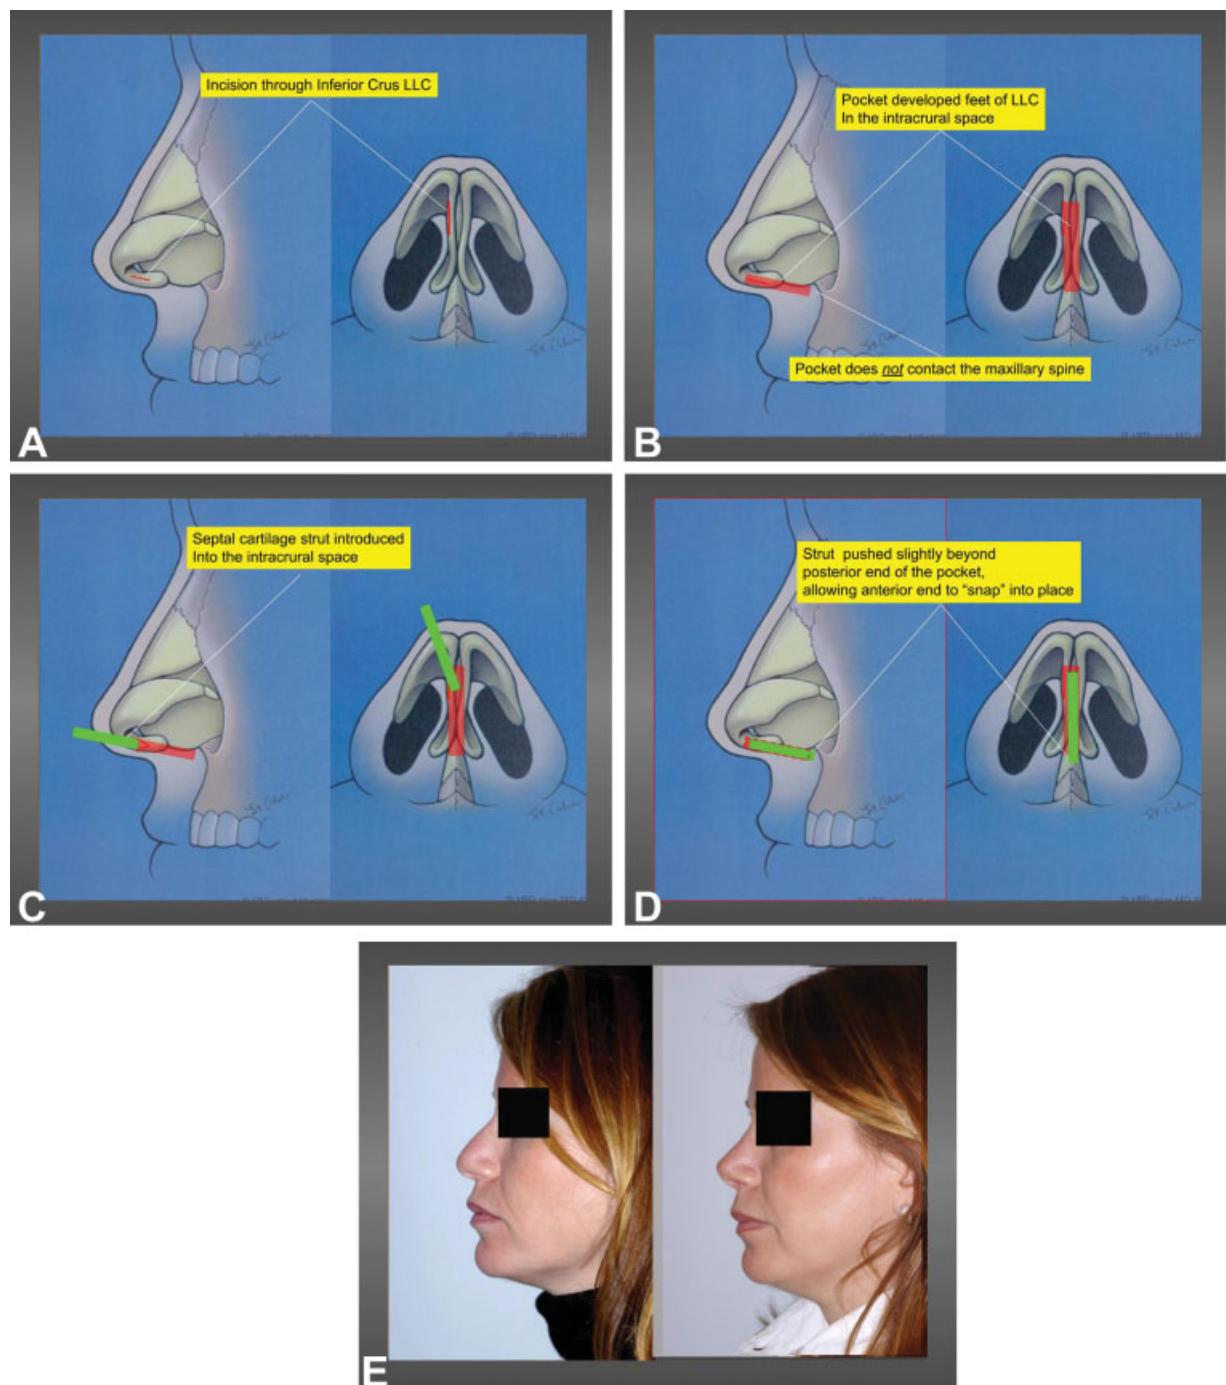 Incision through Inferior Crus LLC
A
Pocket developed feet of LLC
In the intracrural space
Pocket does not contact the maxillary spine
B
Septal cartilage strut introduced
Into the intracrural space
C
Strut pushed slightly beyond
posterior end of the pocket,
allowing anterior end to “snap” into place
D
E